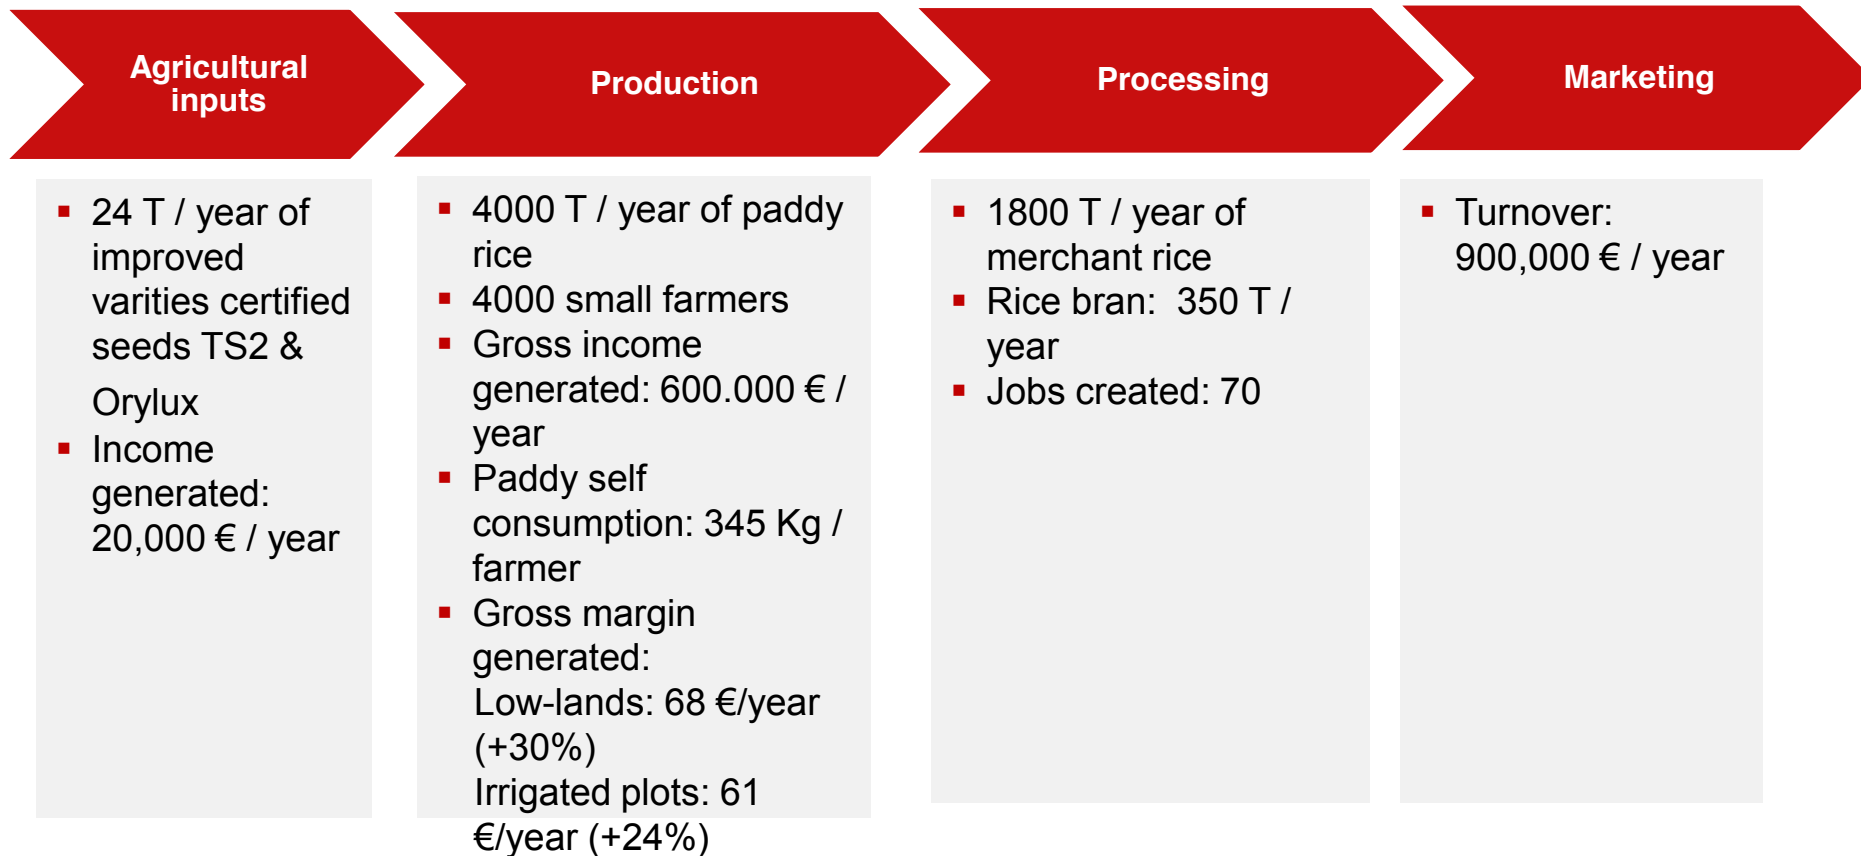 Agricultural
inputs
Production
Processing
Marketing
▪ 24 T / year of
improved
varities certified
seeds TS2 &
Orylux
▪ Income
generated:
20,000 € / year
▪ 4000 T / year of paddy
rice
▪ 4000 small farmers
▪ Gross income
generated: 600.000 € /
year
▪ Paddy self
consumption: 345 Kg /
farmer
▪ Gross margin
generated:
Low-lands: 68 €/year
(+30%)
Irrigated plots: 61
€/year (+24%)
▪ 1800 T / year of
merchant rice
▪ Rice bran: 350 T /
year
▪ Jobs created: 70
▪ Turnover:
900,000 € / year